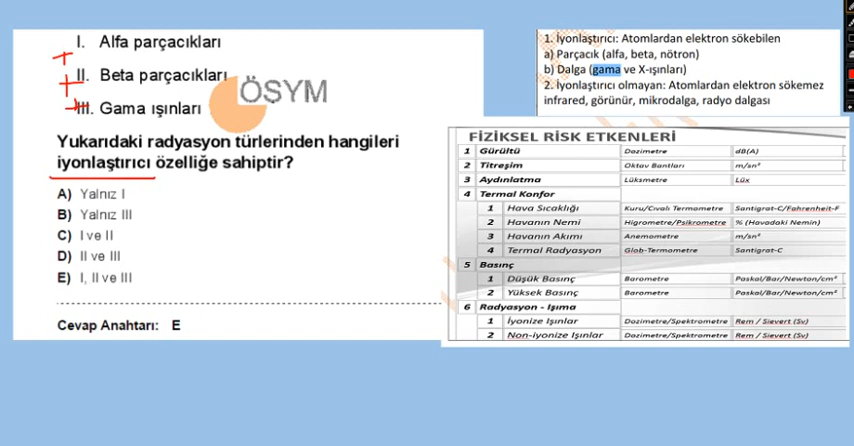 I. Alfa parçacıkları
II. Beta parçacıkları
III. Gama ışınları
ÖSYM
Yukarıdaki radyasyon türlerinden hangileri
iyonlaştırıcı özelliğe sahiptir?
A) Yalnız I
B) Yalnız III
C) I ve II
D) II ve III
E) I, II ve III
Cevap Anahtarı: E
1. İyonlaştırıcı: Atomlardan elektron sökebilen
a) Parçacık (alfa, beta, nötron)
b) Dalga (gama ve X-ışınları)
2. İyonlaştırıcı olmayan: Atomlardan elektron sökemez
infrared, görünür, mikrodalga, radyo dalgası
FİZİKSEL RİSK ETKENLERİ
1 Gürültü Dozimetre dB(A)
2 Titreşim Oktav Bantları m/sn²
3 Aydınlatma Lüksmetre Lüx
4 Termal Konfor
1 Hava Sıcaklığı Kuru/Cıvalı Termometre Santigrat-C/Fahrenheit-F
2 Havanın Nemi Higrometre/Psikrometre % (Havadaki Nemin)
3 Havanın Akımı Anemometre m/sn²
4 Termal Radyasyon Glob-Termometre Santigrat-C
5 Basınç
1 Düşük Basınç Barometre Paskal/Bar/Newton/cm²
2 Yüksek Basınç Barometre Paskal/Bar/Newton/cm²
6 Radyasyon - Işıma
1 İyonize Işınlar Dozimetre/Spektrometre Rem / Sievert (Sv)
2 Non-iyonize Işınlar Dozimetre/Spektrometre Rem / Sievert (Sv)